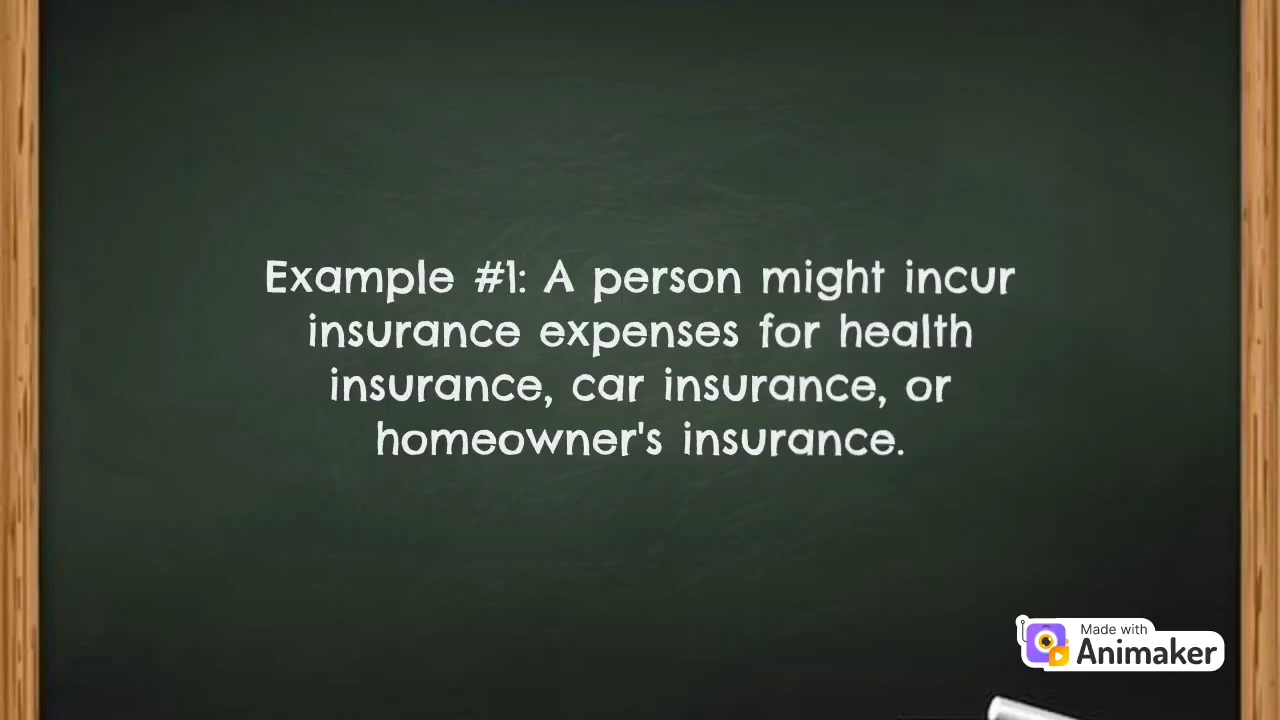 Example #1: A person might incur
insurance expenses for health
insurance, car insurance, or
homeowner's insurance.
Made with
Animaker